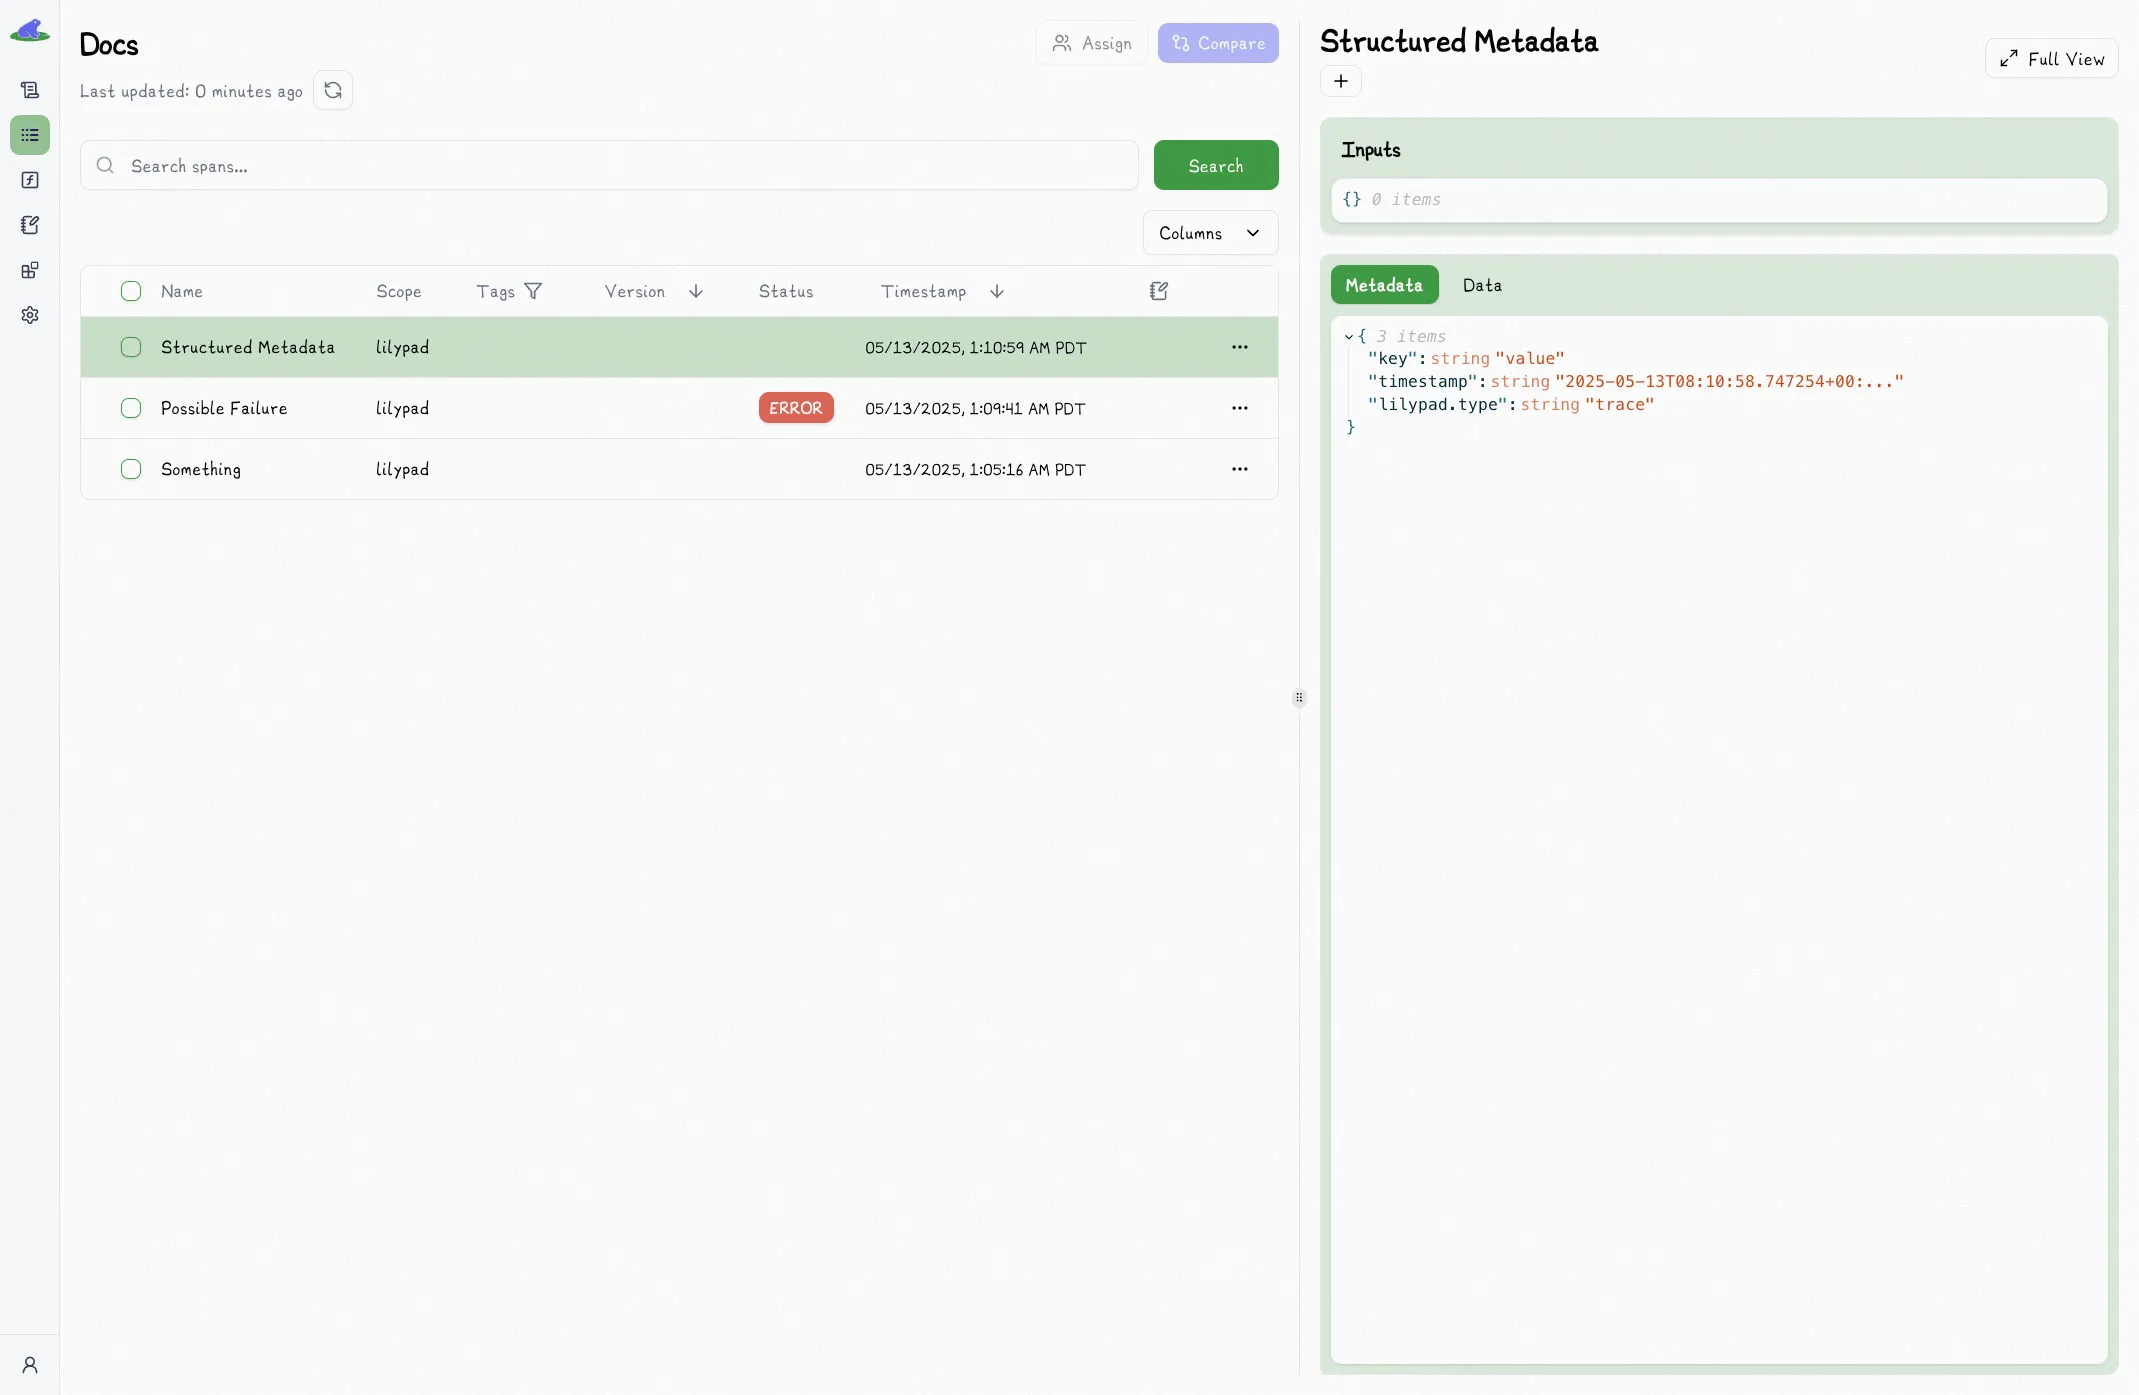 Docs
Assign
Compare
Last updated: 0 minutes ago
Search spans...
Search
Columns
Name Scope Tags Version Status Timestamp
Structured Metadata lilypad 05/13/2025, 1:10:59 AM PDT
Possible Failure lilypad ERROR 05/13/2025, 1:09:41 AM PDT
Something lilypad 05/13/2025, 1:05:16 AM PDT
Structured Metadata
Full View
Inputs
{} 0 items
Metadata Data
{ 3 items
"key": string "value"
"timestamp": string "2025-05-13T08:10:58.747254+00:..."
"lilypad.type": string "trace"
}